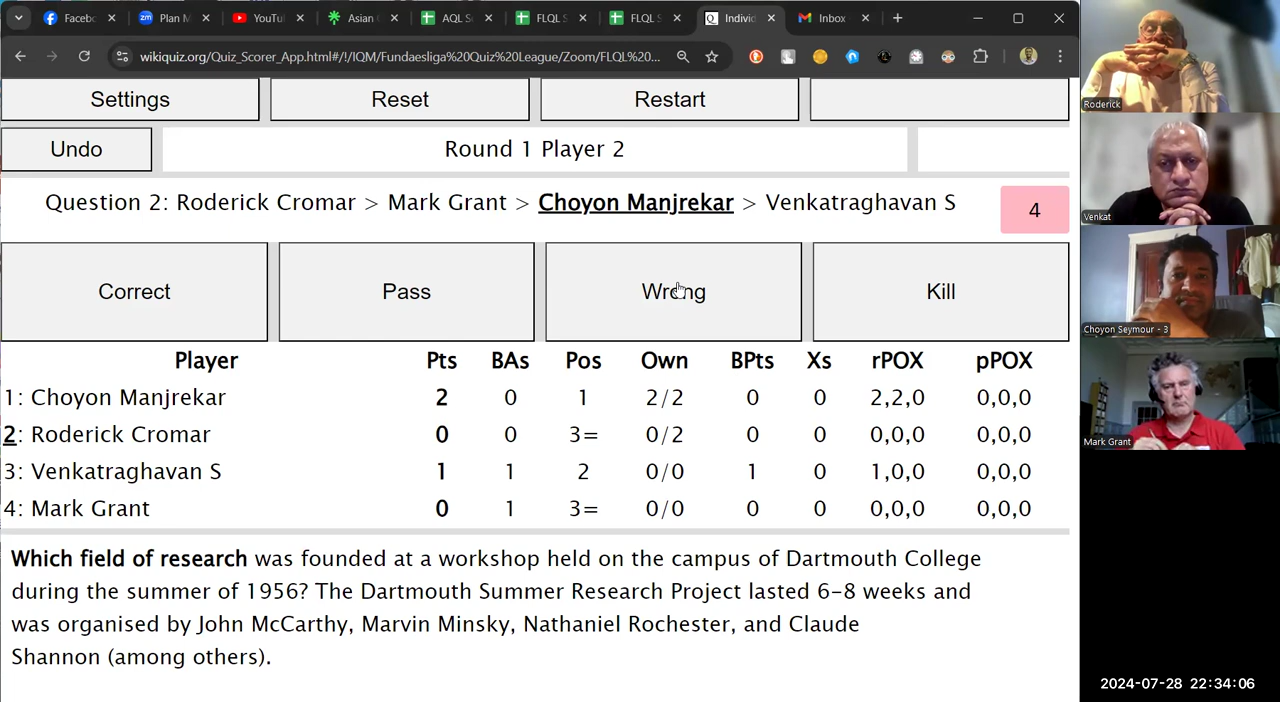 Facebo
Plan M
YouTu
Asian
AQL S
FLQL S
FLQL S
Individ
Inbox
wikiquiz.org/Quiz_Scorer_App.html#/!/IQM/Fundaesliga%20Quiz%20League/Zoom/FLQL%20...
Settings Reset Restart
Undo Round 1 Player 2
Question 2: Roderick Cromar > Mark Grant > Choyon Manjrekar > Venkatraghavan S 4
Correct Pass Wrong Kill
Player Pts BAs Pos Own BPts Xs rPOX pPOX
1: Choyon Manjrekar 2 0 1 2/2 0 0 2,2,0 0,0,0
2: Roderick Cromar 0 0 3= 0/2 0 0 0,0,0 0,0,0
3: Venkatraghavan S 1 1 2 0/0 1 0 1,0,0 0,0,0
4: Mark Grant 0 1 3= 0/0 0 0 0,0,0 0,0,0
Which field of research was founded at a workshop held on the campus of Dartmouth College
during the summer of 1956? The Dartmouth Summer Research Project lasted 6-8 weeks and
was organised by John McCarthy, Marvin Minsky, Nathaniel Rochester, and Claude
Shannon (among others).
Roderick
Venkat
Choyon Seymour - 3
Mark Grant
2024-07-28 22:34:06